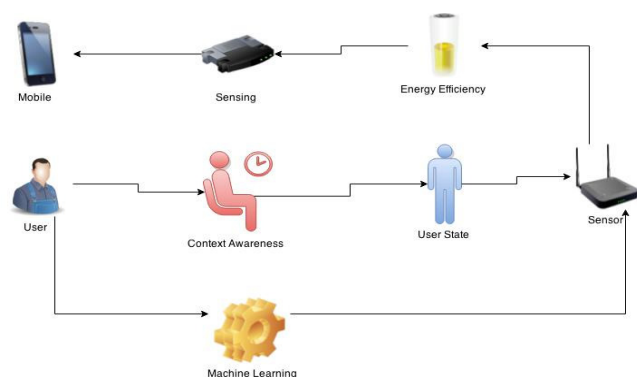 Mobile
Sensing
Energy Efficiency
User
Context Awareness
User State
Sensor
Machine Learning